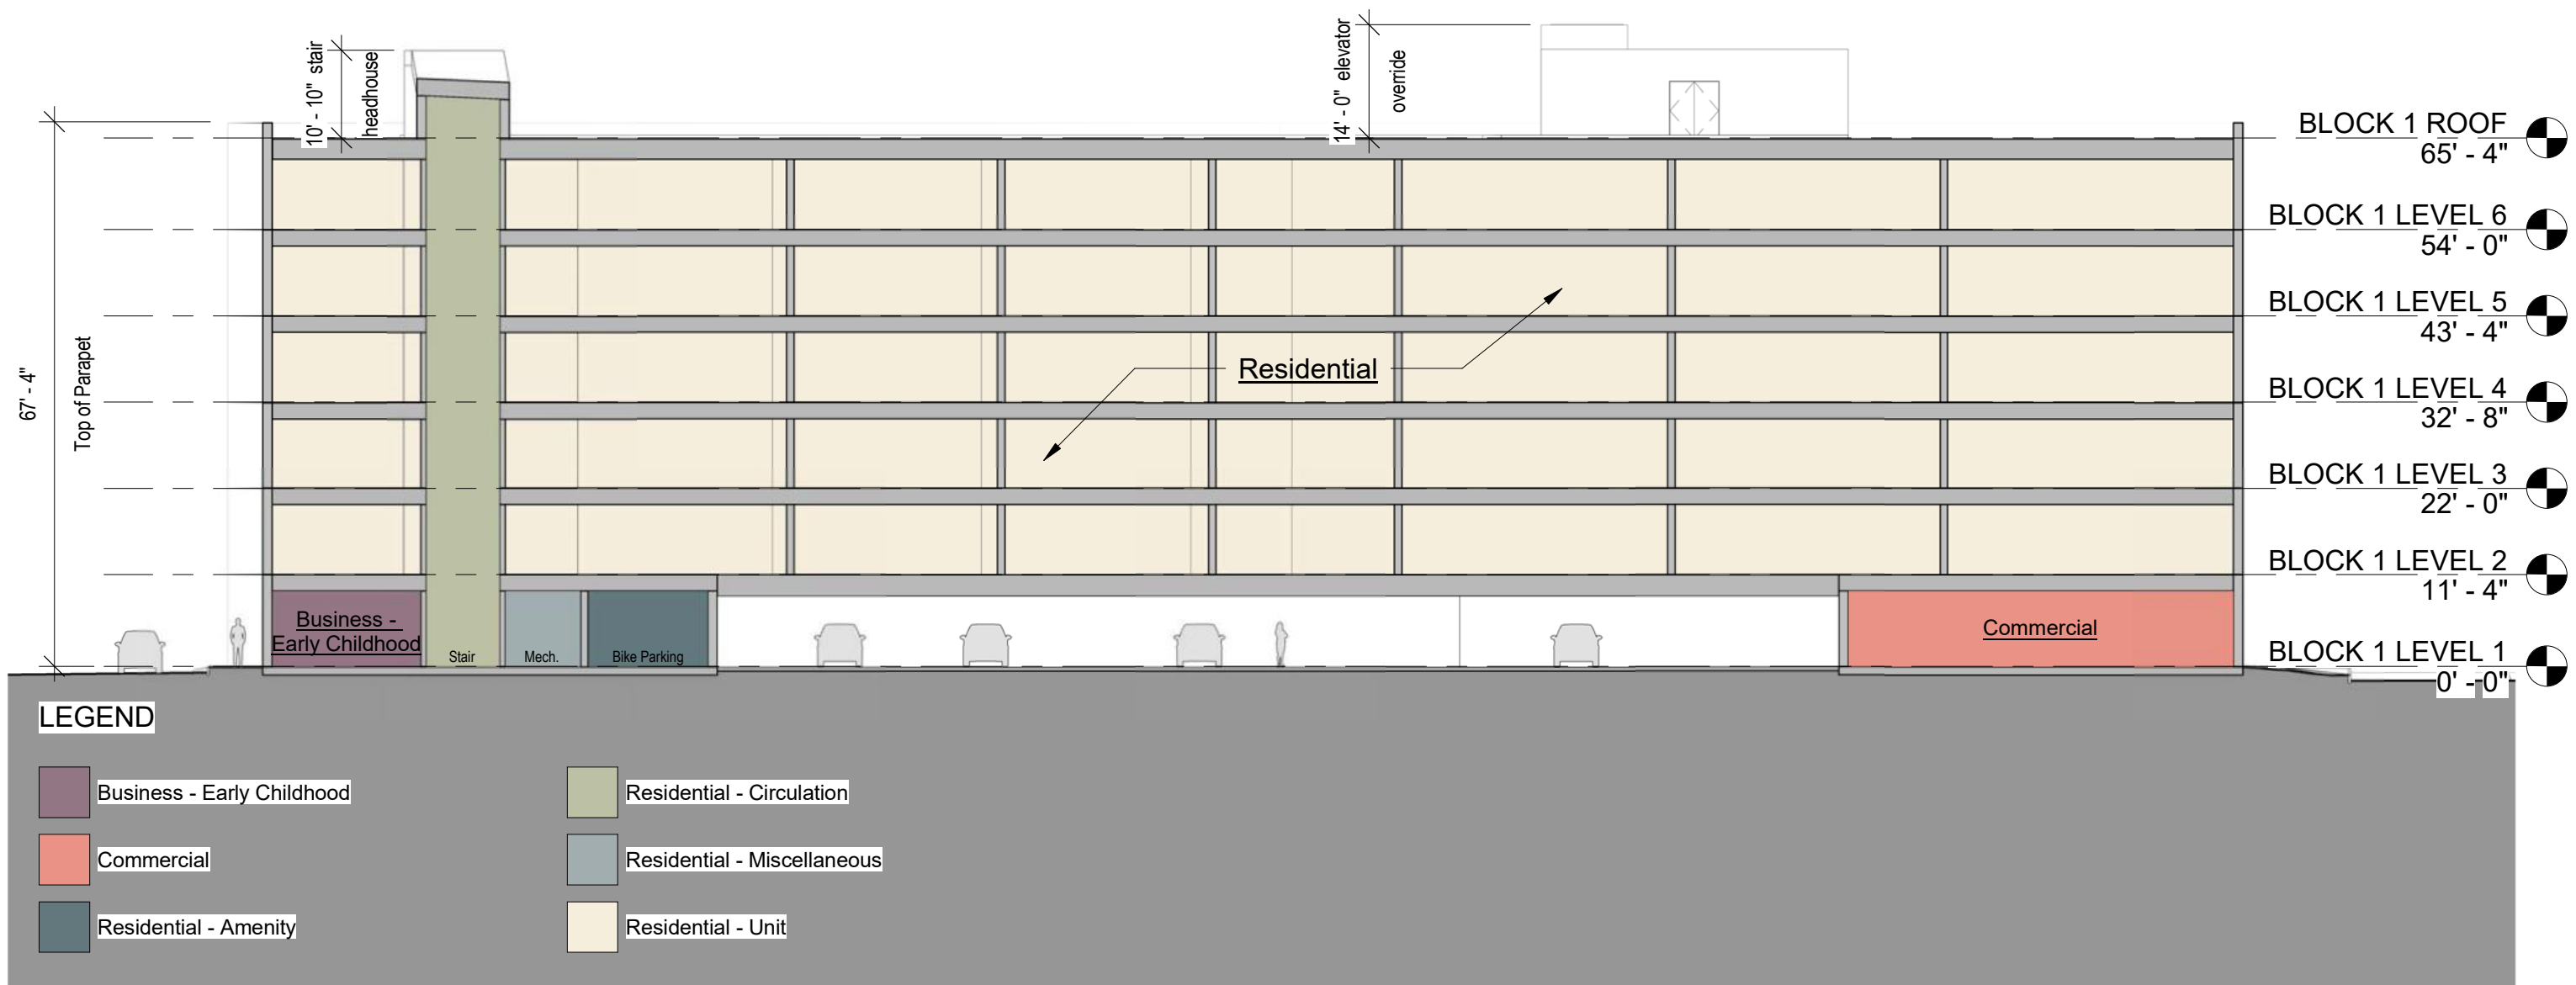 10' - 10" stair
headhouse
14' - 0" elevator
override
67' - 4"
Top of Parapet
BLOCK 1 ROOF
65' - 4"
BLOCK 1 LEVEL 6
54' - 0"
BLOCK 1 LEVEL 5
43' - 4"
BLOCK 1 LEVEL 4
32' - 8"
BLOCK 1 LEVEL 3
22' - 0"
BLOCK 1 LEVEL 2
11' - 4"
BLOCK 1 LEVEL 1
0' - 0"
Residential
Business -
Early Childhood
Stair
Mech.
Bike Parking
Commercial
LEGEND
Business - Early Childhood
Commercial
Residential - Amenity
Residential - Circulation
Residential - Miscellaneous
Residential - Unit